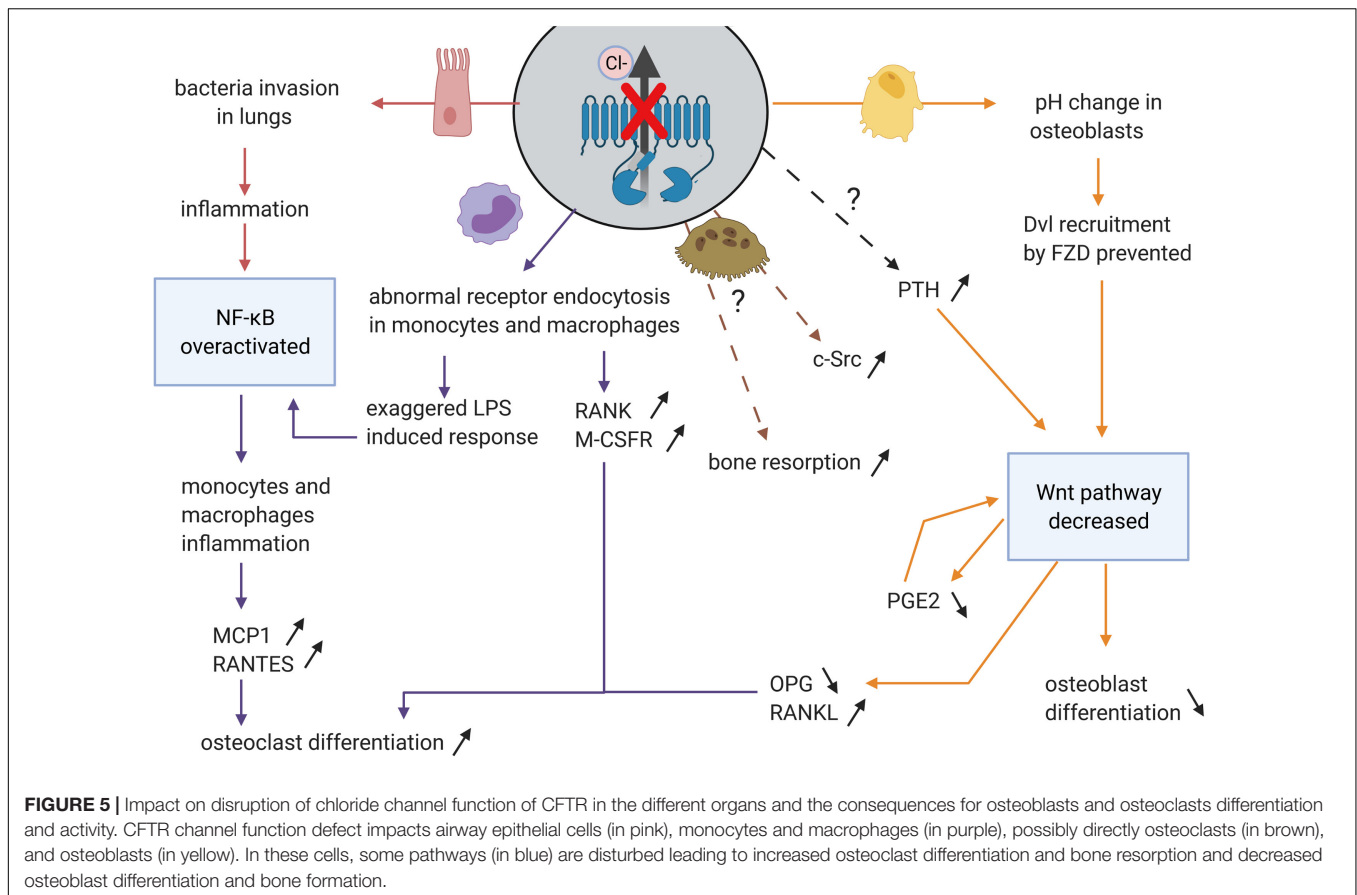 Cl-
bacteria invasion
in lungs
inflammation
NF-κB
overactivated
monocytes and
macrophages
inflammation
MCP1
RANTES
osteoclast differentiation
abnormal receptor endocytosis
in monocytes and macrophages
exaggered LPS
induced response
RANK
M-CSFR
?
c-Src
bone resorption
?
PTH
pH change in
osteoblasts
Dvl recruitment
by FZD prevented
Wnt pathway
decreased
PGE2
OPG
RANKL
osteoblast
differentiation
FIGURE 5 | Impact on disruption of chloride channel function of CFTR in the different organs and the consequences for osteoblasts and osteoclasts differentiation
and activity. CFTR channel function defect impacts airway epithelial cells (in pink), monocytes and macrophages (in purple), possibly directly osteoclasts (in brown),
and osteoblasts (in yellow). In these cells, some pathways (in blue) are disturbed leading to increased osteoclast differentiation and bone resorption and decreased
osteoblast differentiation and bone formation.